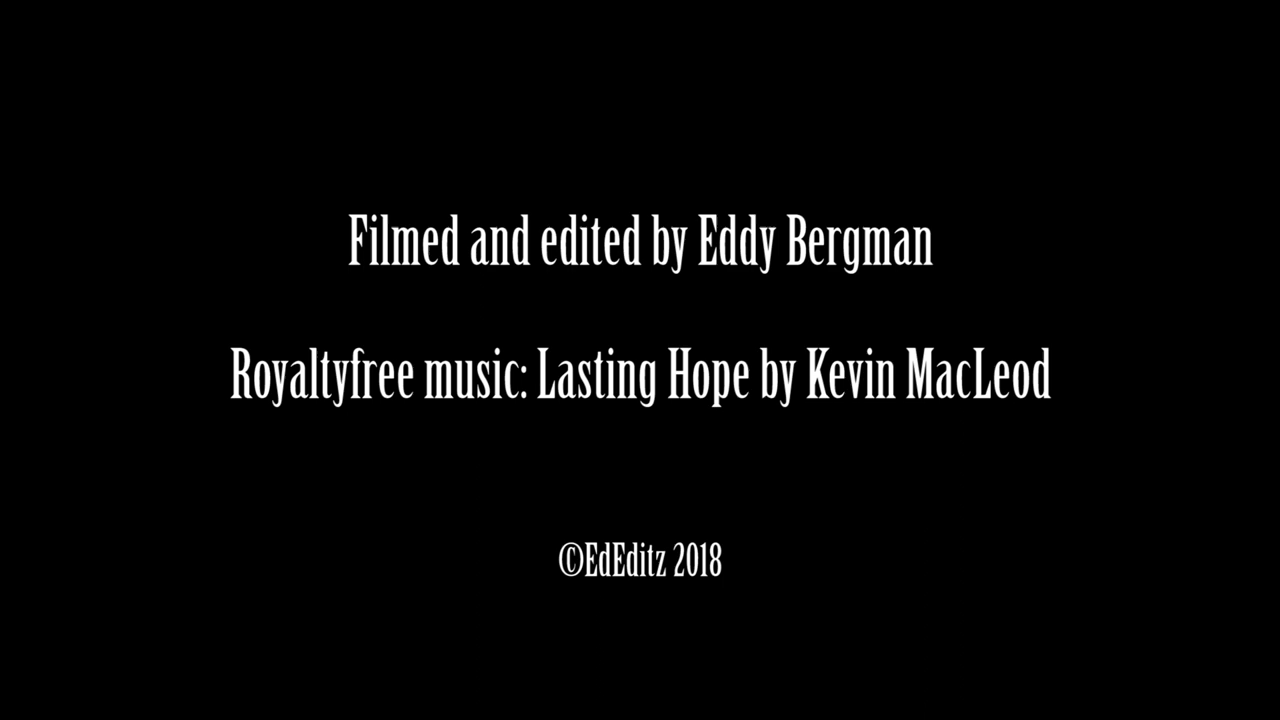 Filmed and edited by Eddy Bergman
Royaltyfree music: Lasting Hope by Kevin MacLeod
©EdEditz 2018